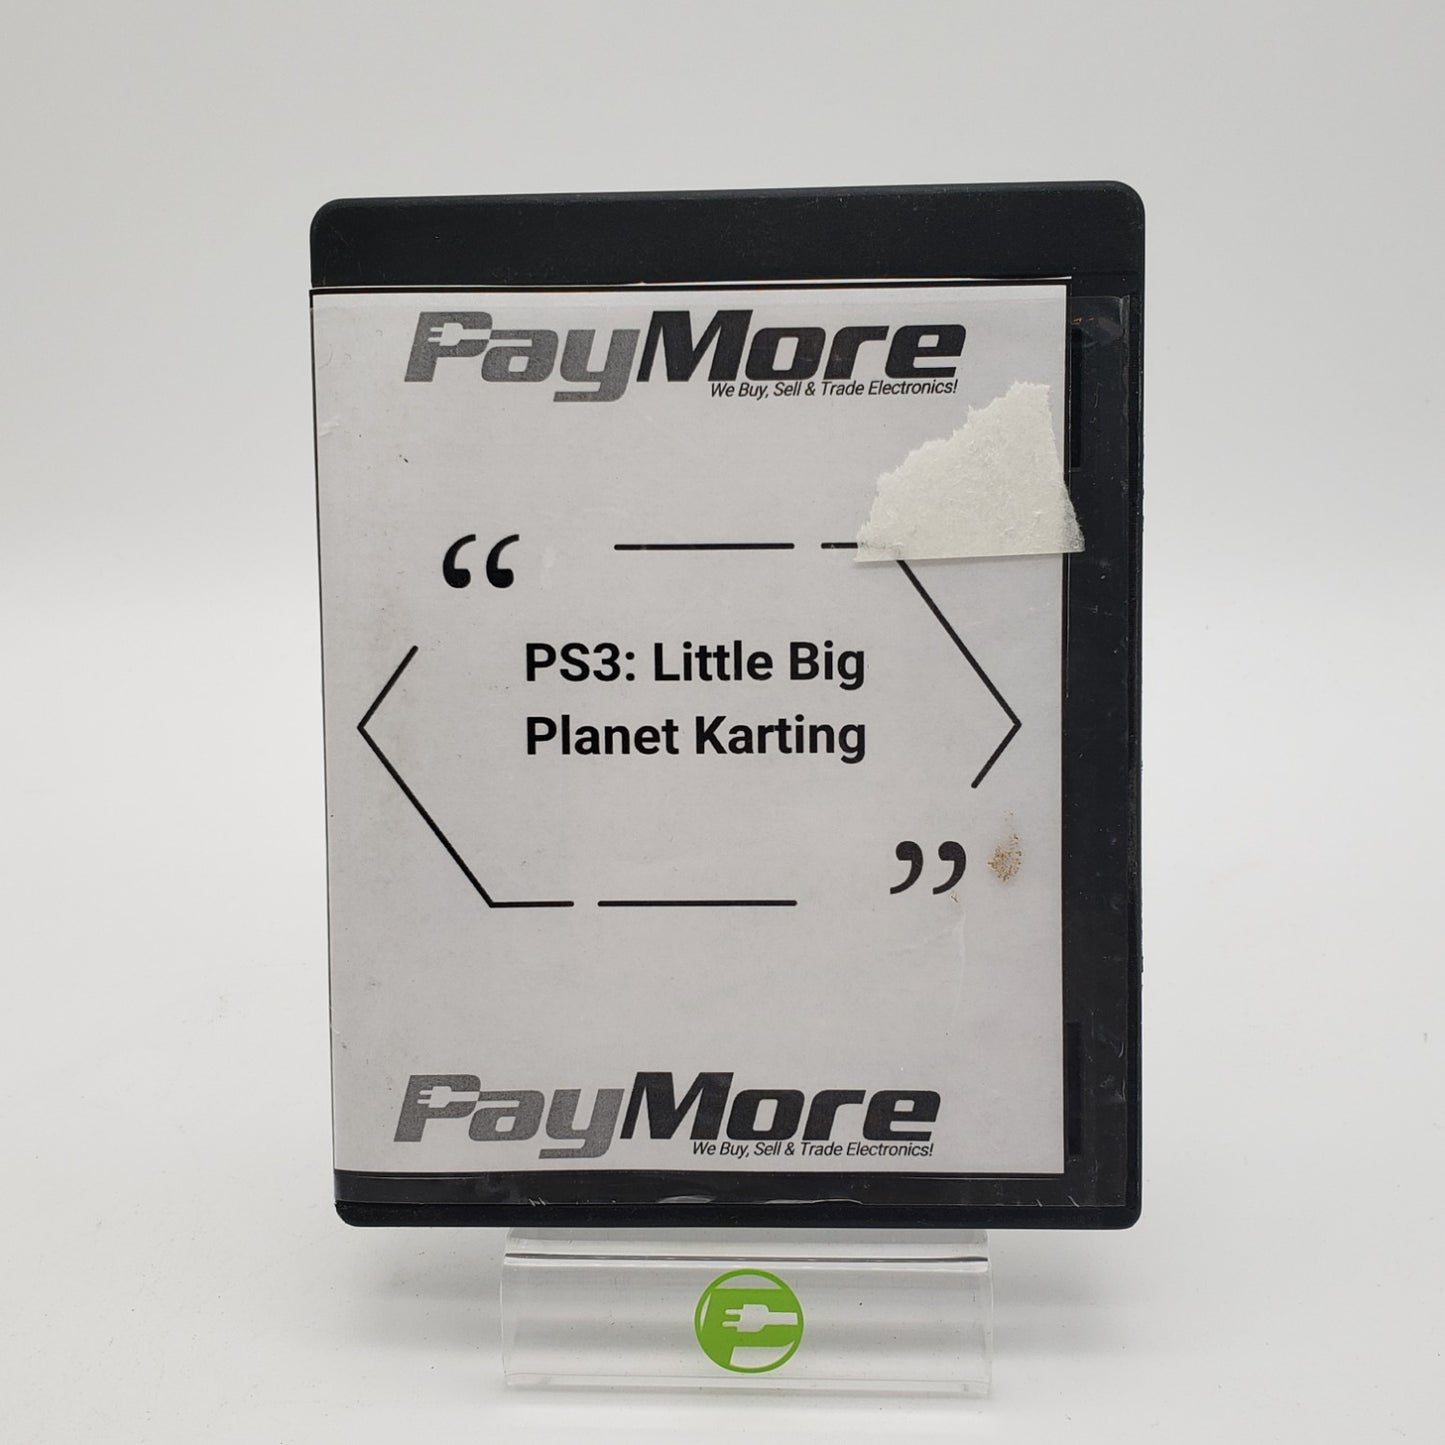 PayMore
We Buy, Sell & Trade Electronics!
“
PS3: Little Big
Planet Karting
”
PayMore
We Buy, Sell & Trade Electronics!